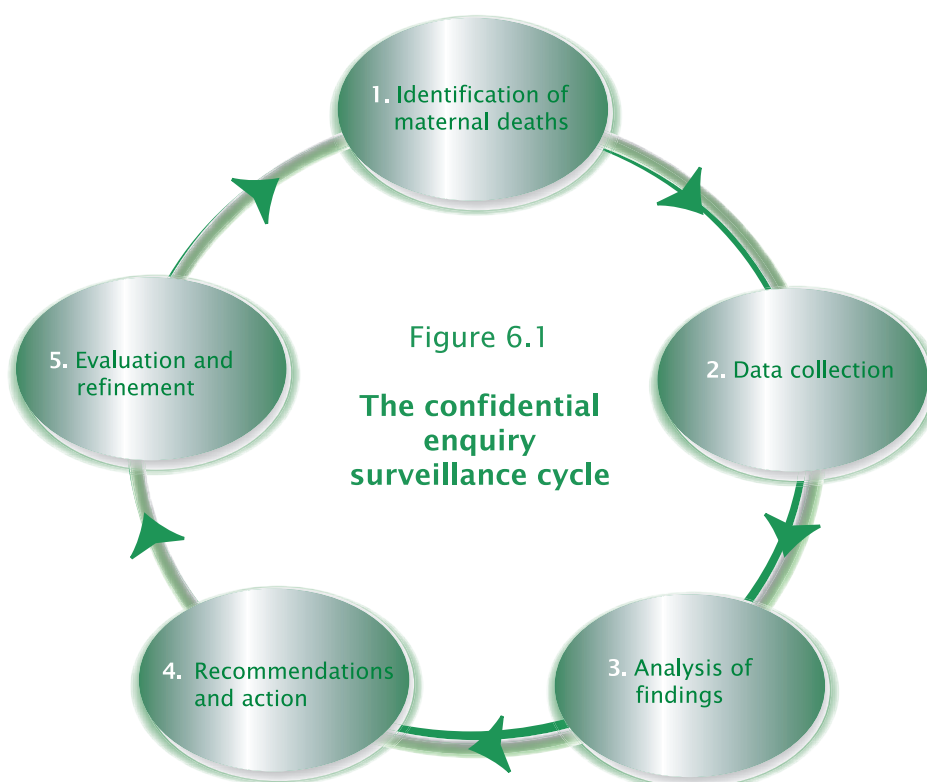 1. Identification of
maternal deaths
2. Data collection
3. Analysis of
findings
4. Recommendations
and action
5. Evaluation and
refinement
Figure 6.1
The confidential
enquiry
surveillance cycle